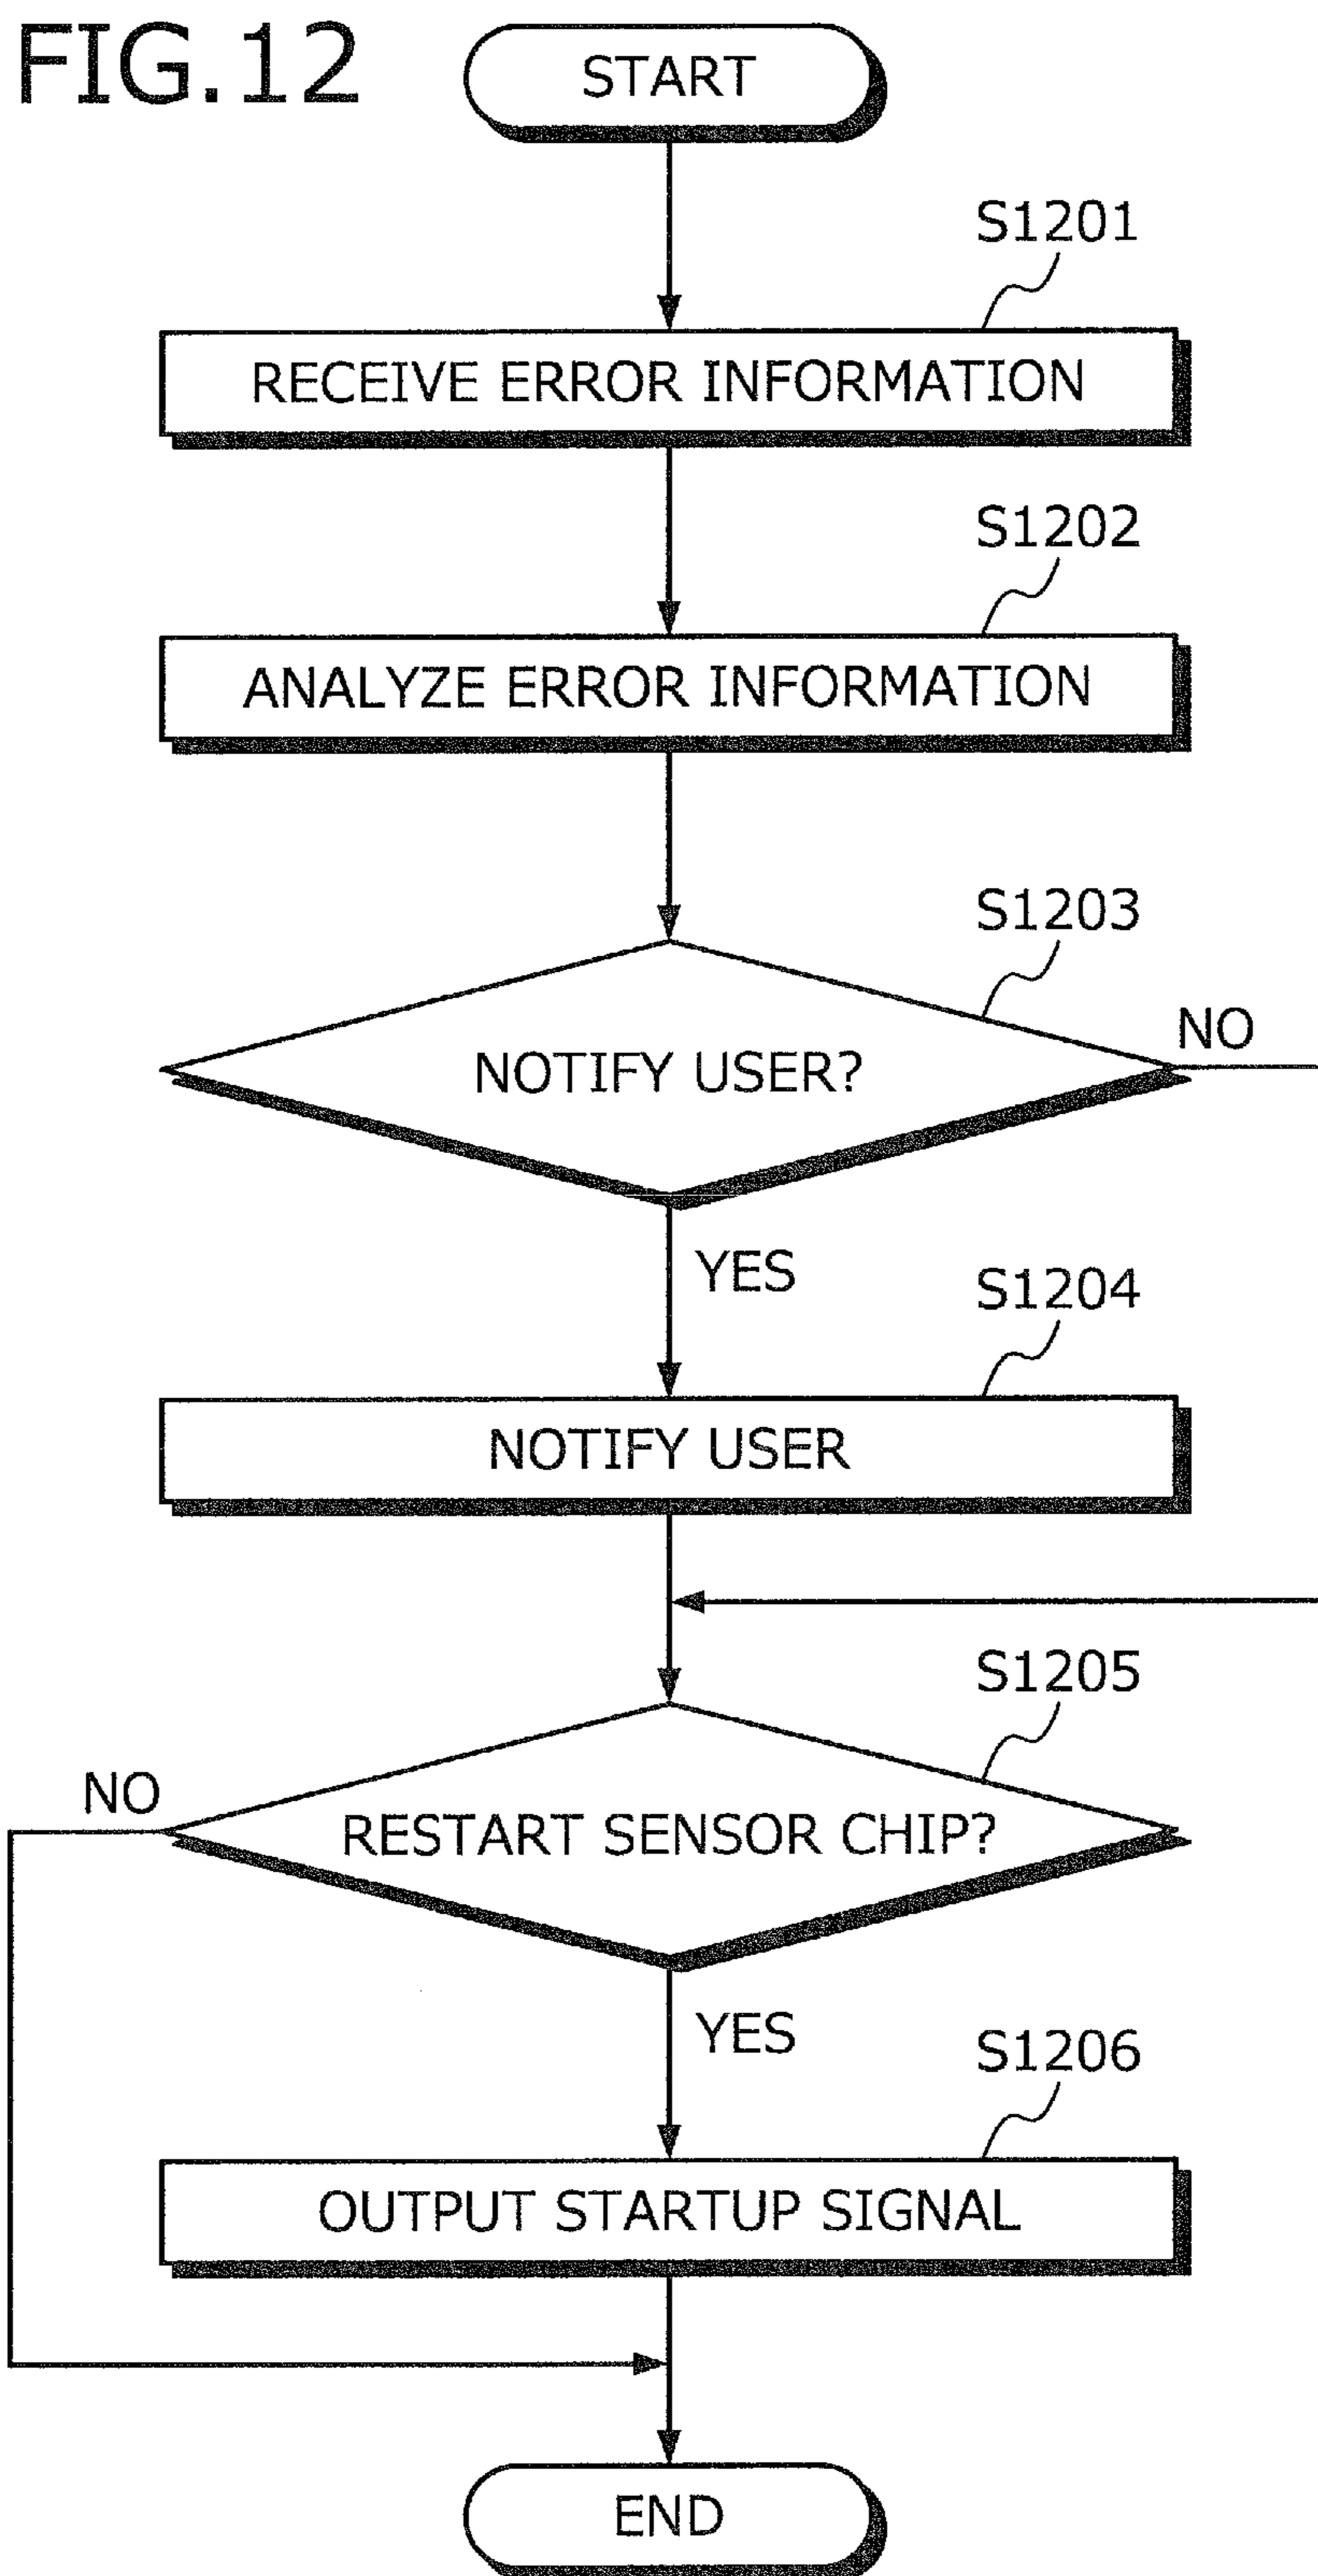 FIG.12
START
S1201
RECEIVE ERROR INFORMATION
S1202
ANALYZE ERROR INFORMATION
S1203
NOTIFY USER?
NO
YES
S1204
NOTIFY USER
S1205
NO
RESTART SENSOR CHIP?
YES
S1206
OUTPUT STARTUP SIGNAL
END